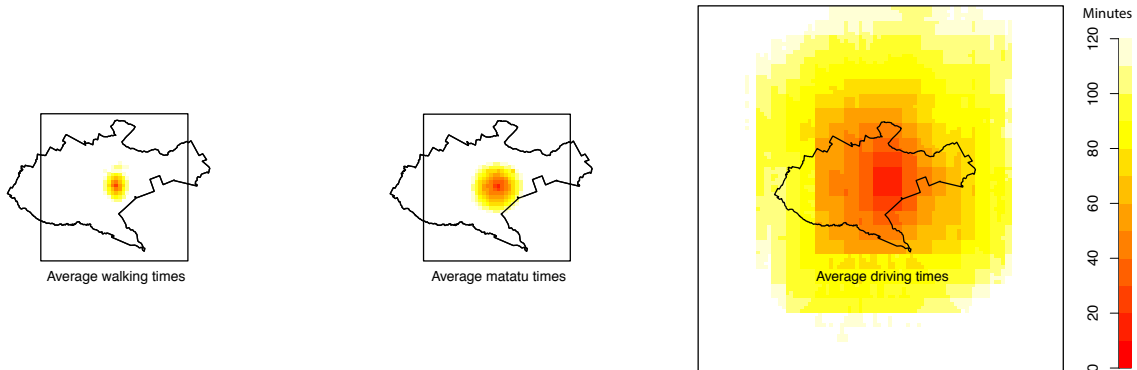 Minutes
120
100
80
60
40
20
0
Average walking times
Average matatu times
Average driving times